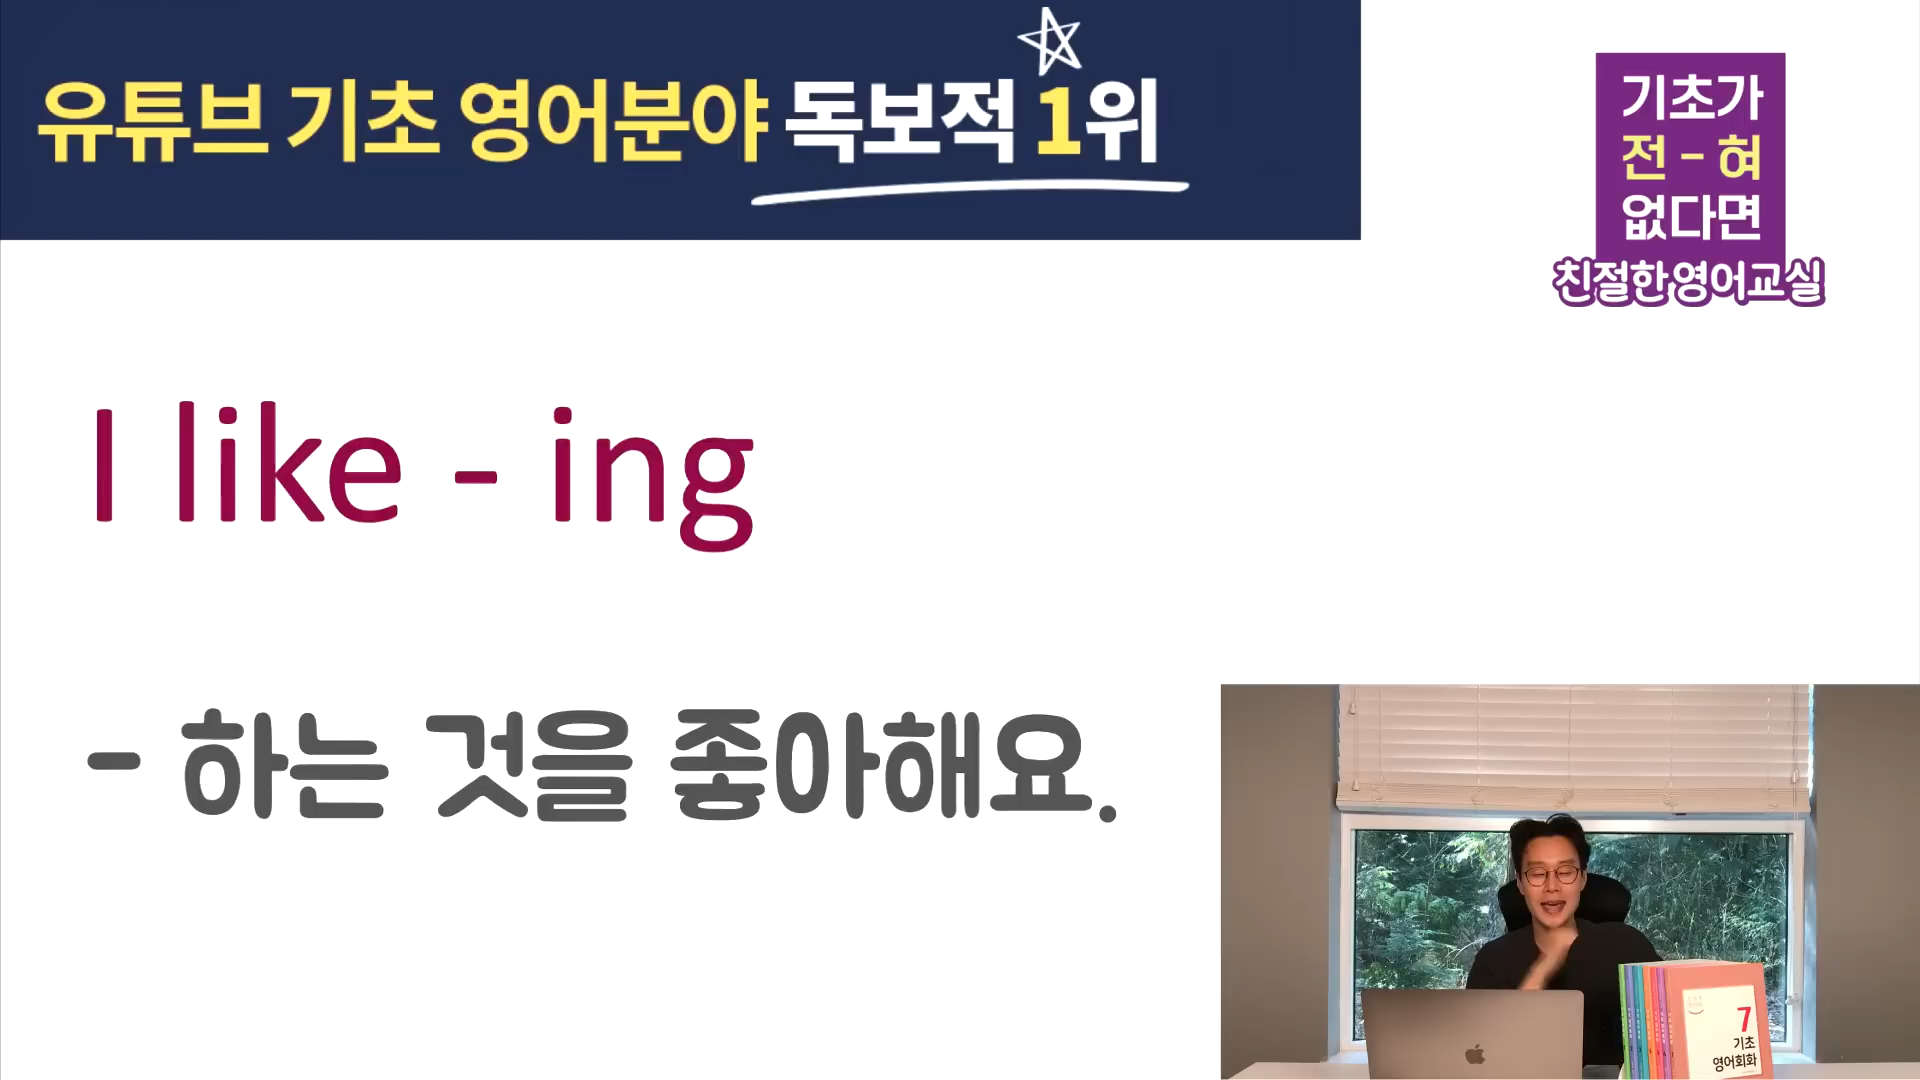 유튜브 기초 영어분야 독보적 1위
기초가
전 - 혀
없다면
친절한영어교실
I like - ing
- 하는 것을 좋아해요.
7
기초
영어회화